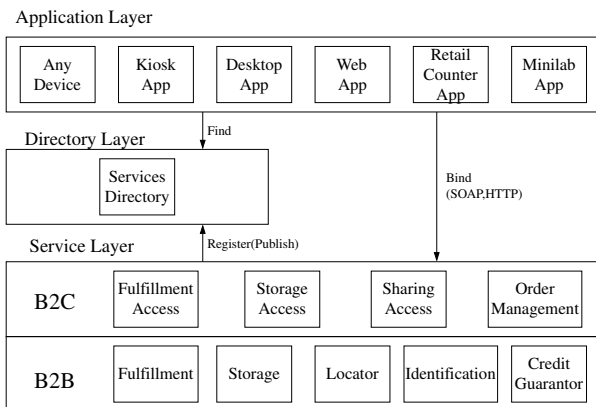 Application Layer
Any
Device
Kiosk
App
Desktop
App
Web
App
Retail
Counter
App
Minilab
App
Find
Directory Layer
Services
Directory
Bind
(SOAP,HTTP)
Register(Publish)
Service Layer
B2C
Fulfillment
Access
Storage
Access
Sharing
Access
Order
Management
B2B
Fulfillment
Storage
Locator
Identification
Credit
Guarantor